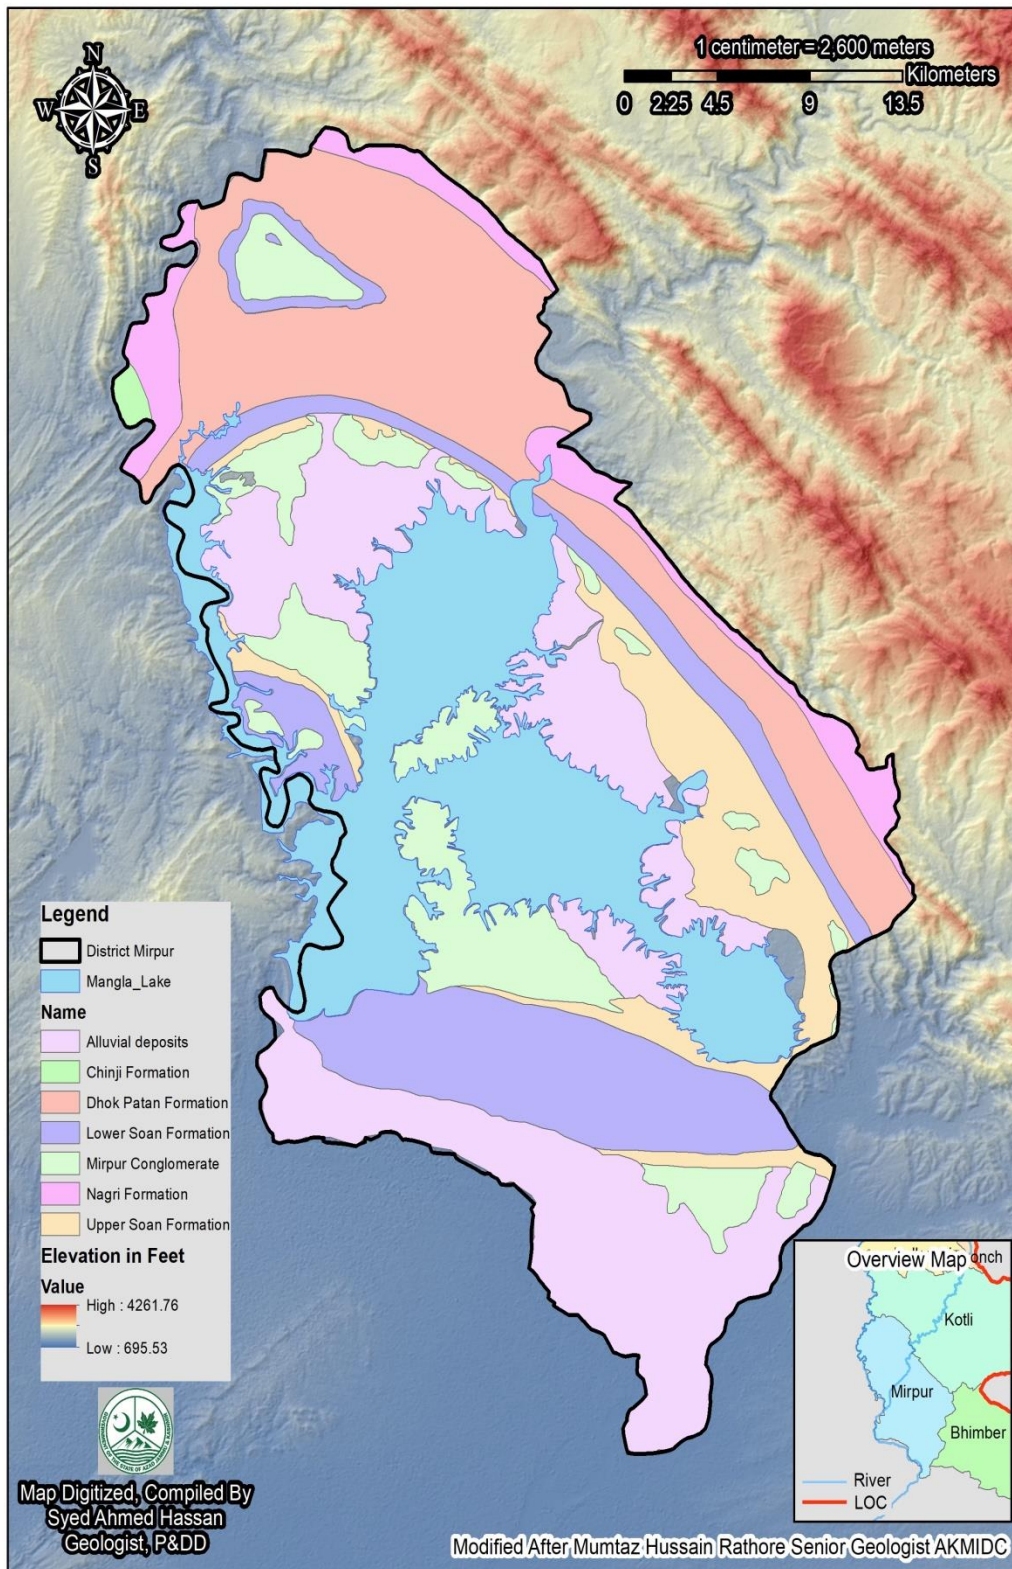 N
W
E
S
1 centimeter = 2,600 meters
Kilometers
0 2.25 4.5 9 13.5
Legend
District Mirpur
Mangla_Lake
Name
Alluvial deposits
Chinji Formation
Dhok Patan Formation
Lower Soan Formation
Mirpur Conglomerate
Nagri Formation
Upper Soan Formation
Elevation in Feet
Value
High : 4261.76
Low : 695.53
Map Digitized, Compiled By
Syed Ahmed Hassan
Geologist, P&DD
Overview Map
onch
Kotli
Mirpur
Bhimber
River
LOC
Modified After Mumtaz Hussain Rathore Senior Geologist AKMIDC